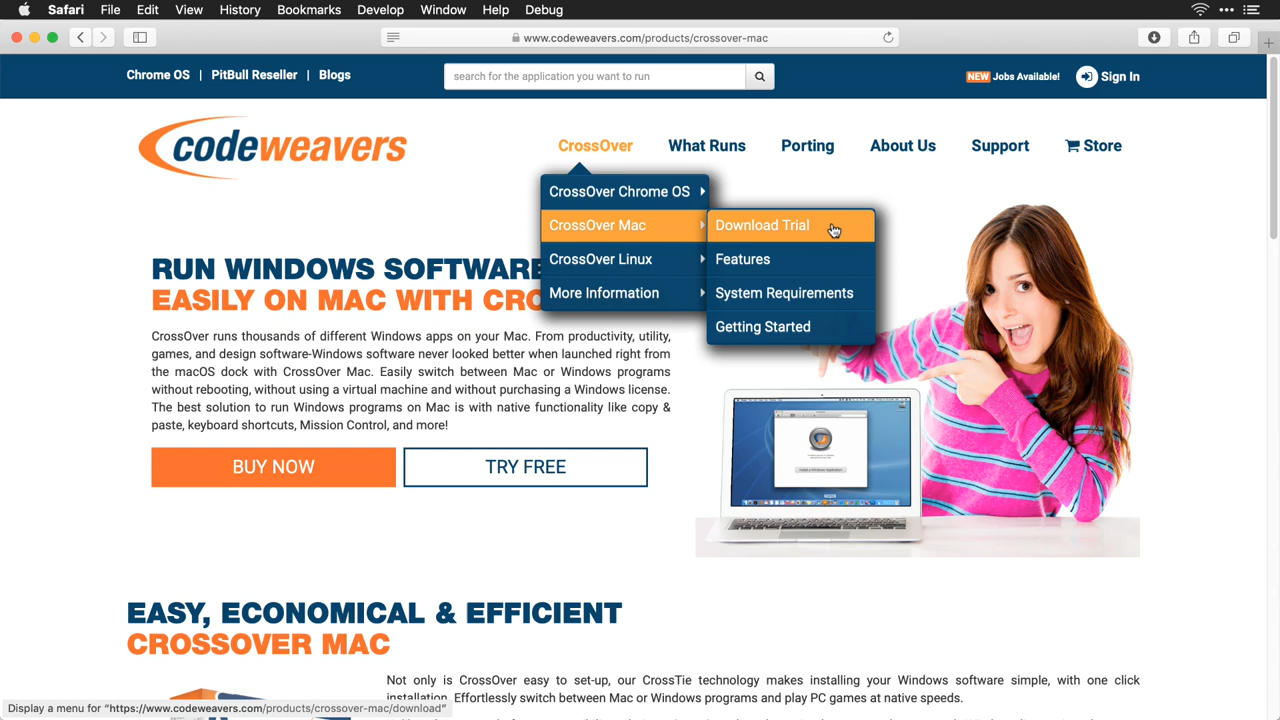 Safari File Edit View History Bookmarks Develop Window Help Debug
www.codeweavers.com/products/crossover-mac
Chrome OS | PitBull Reseller | Blogs
search for the application you want to run
NEW Jobs Available!
Sign In
codeweavers
CrossOver What Runs Porting About Us Support Store
CrossOver Chrome OS
CrossOver Mac
CrossOver Linux
More Information
Download Trial
Features
System Requirements
Getting Started
RUN WINDOWS SOFTWARE
EASILY ON MAC WITH CRO
CrossOver runs thousands of different Windows apps on your Mac. From productivity, utility,
games, and design software-Windows software never looked better when launched right from
the macOS dock with CrossOver Mac. Easily switch between Mac or Windows programs
without rebooting, without using a virtual machine and without purchasing a Windows license.
The best solution to run Windows programs on Mac is with native functionality like copy &
paste, keyboard shortcuts, Mission Control, and more!
BUY NOW
TRY FREE
EASY, ECONOMICAL & EFFICIENT
CROSSOVER MAC
Not only is CrossOver easy to set-up, our CrossTie technology makes installing your Windows software simple, with one click
installation. Effortlessly switch between Mac or Windows programs and play PC games at native speeds.
Display a menu for “https://www.codeweavers.com/products/crossover-mac/download”